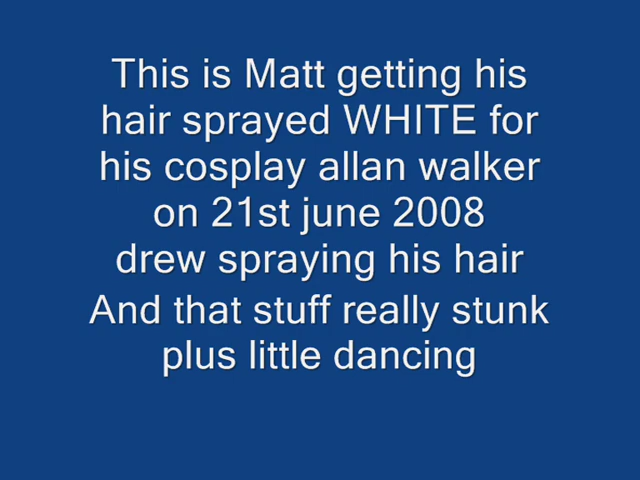 This is Matt getting his
hair sprayed WHITE for
his cosplay allan walker
on 21st june 2008
drew spraying his hair
And that stuff really stunk
plus little dancing